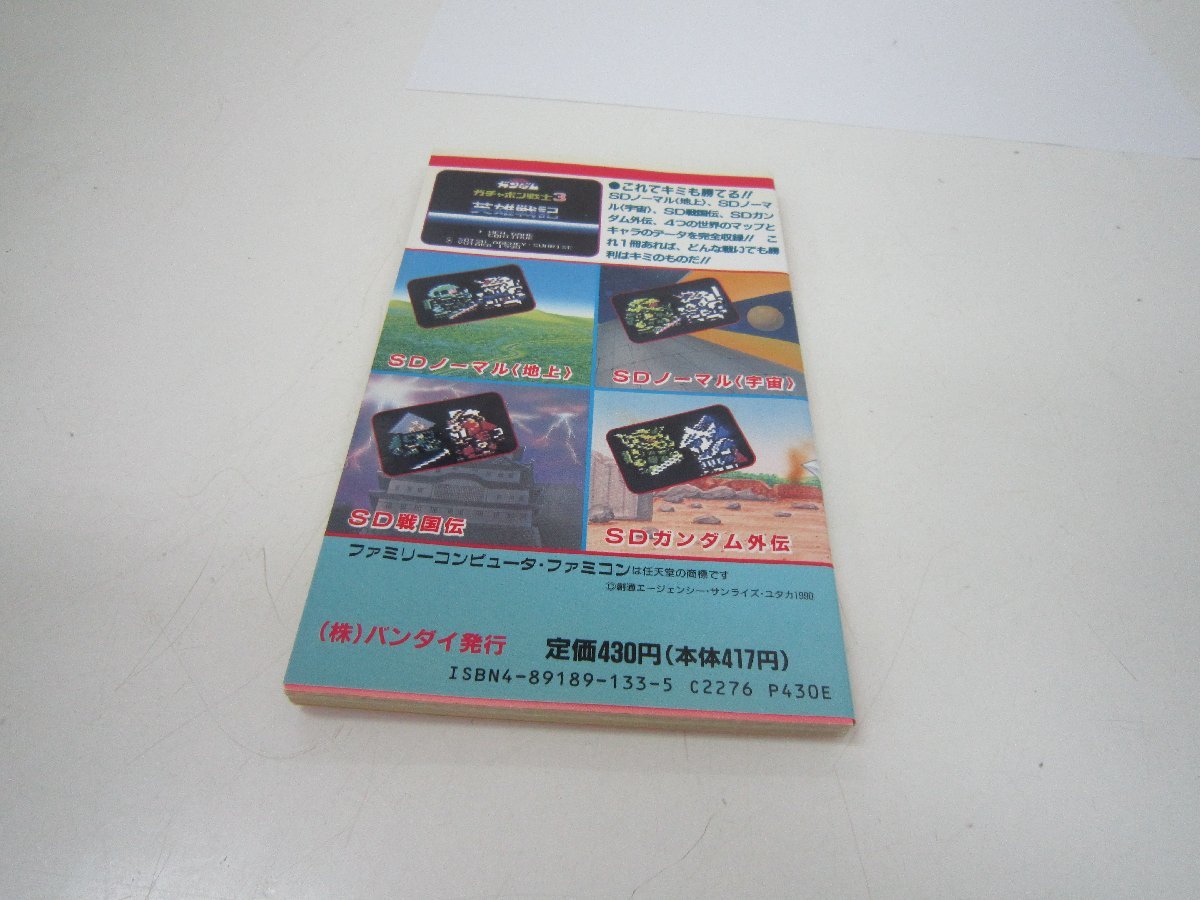 ガンダム
ガチャポン戦士3
英雄戦記
●これでキミも勝てる!!
SDノーマル〈地上〉、SDノーマ
ル〈宇宙〉、SD戦国伝、SDガン
ダム外伝、4つの世界のマップと
キャラのデータを完全収録!! こ
れ1冊あれば、どんな戦いでも勝
利はキミのものだ!!
SDノーマル〈地上〉
SDノーマル〈宇宙〉
SD戦国伝
SDガンダム外伝
ファミリーコンピュータ・ファミコンは任天堂の商標です
©創通エージェンシー・サンライズ・ユタカ1990
(株)バンダイ発行
定価430円(本体417円)
ISBN4-89189-133-5 C2276 P430E